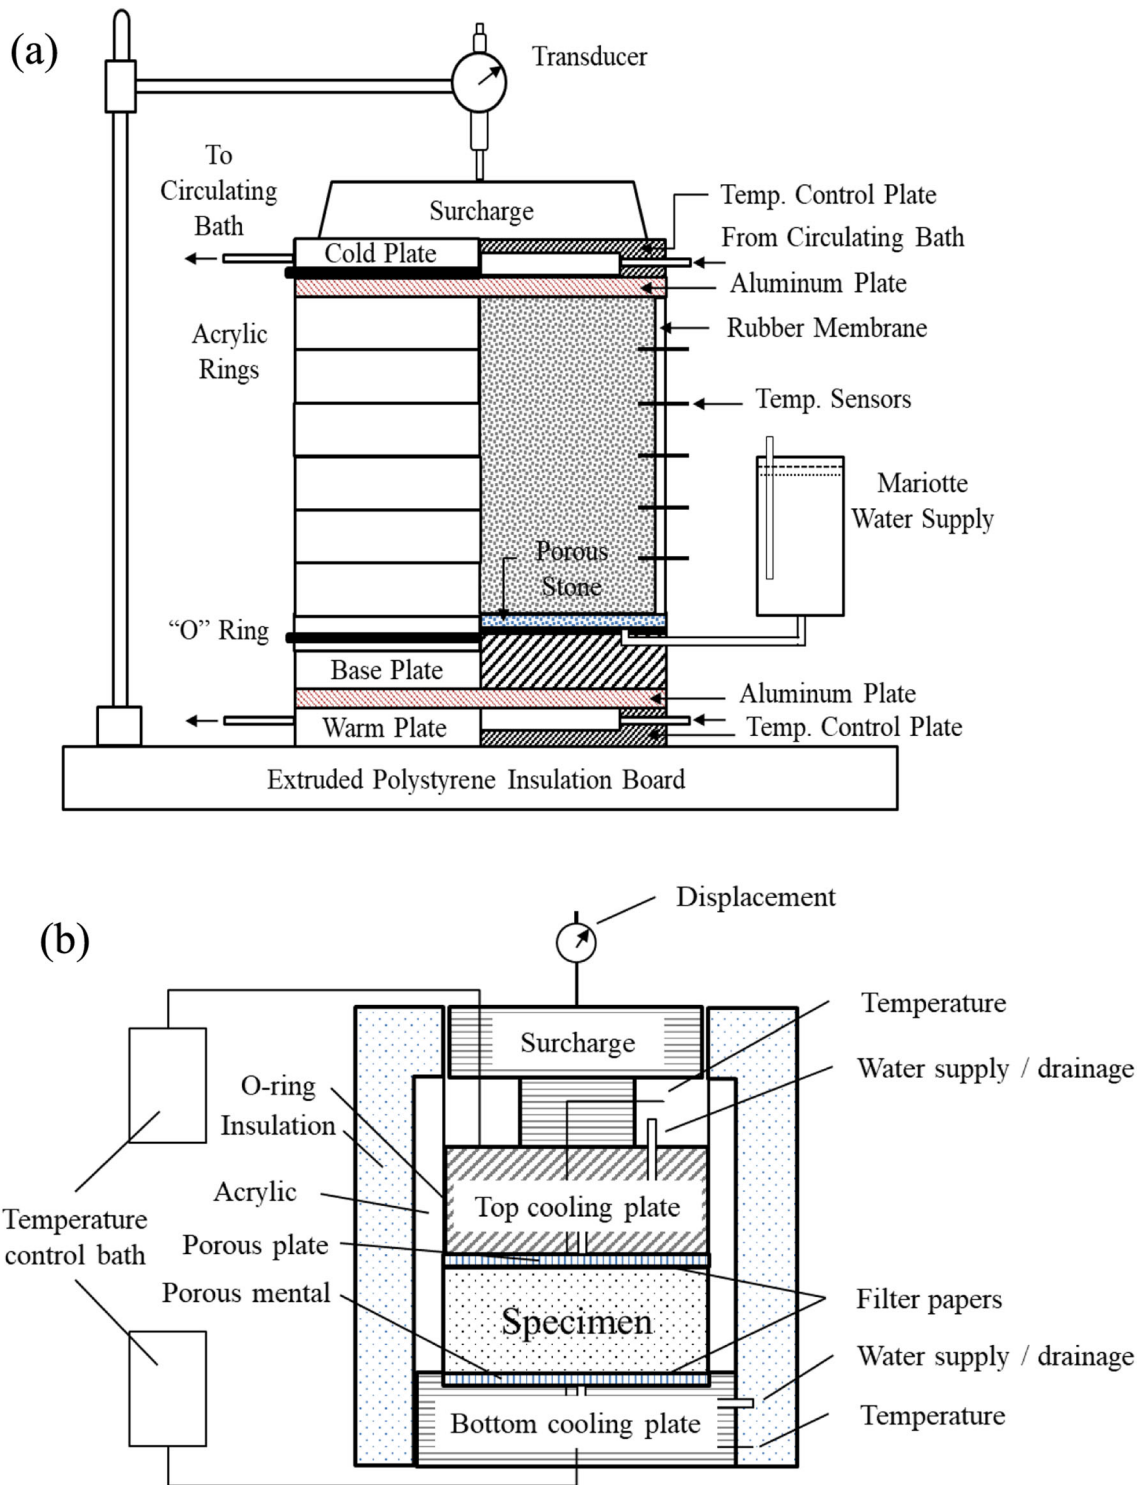 (a)
Transducer
To
Circulating
Bath
Surcharge
Temp. Control Plate
From Circulating Bath
Cold Plate
Aluminum Plate
Rubber Membrane
Acrylic
Rings
Temp. Sensors
Mariotte
Water Supply
Porous
Stone
“O” Ring
Base Plate
Aluminum Plate
Warm Plate
Temp. Control Plate
Extruded Polystyrene Insulation Board
(b)
Displacement
Temperature
Surcharge
Water supply / drainage
O-ring
Insulation
Acrylic
Top cooling plate
Temperature
control bath
Porous plate
Porous mental
Filter papers
Specimen
Water supply / drainage
Bottom cooling plate
Temperature